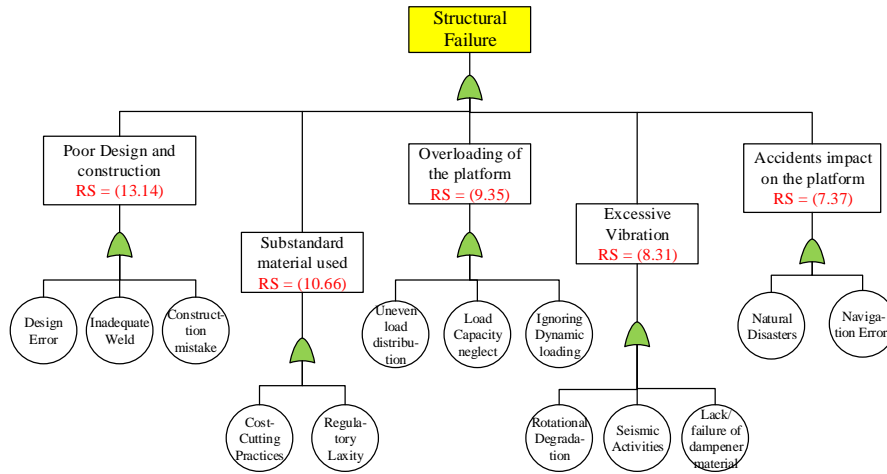 Structural
Failure
Poor Design and
construction
RS = (13.14)
Substandard
material used
RS = (10.66)
Overloading of
the platform
RS = (9.35)
Excessive
Vibration
RS = (8.31)
Accidents impact
on the platform
RS = (7.37)
Design
Error
Inadequate
Weld
Construc-
tion
mistake
Cost-
Cutting
Practices
Regula-
tory
Laxity
Uneven
load
distribution
Load
Capacity
neglect
Ignoring
Dynamic
loading
Rotational
Degrada-
tion
Seismic
Activities
Lack/
failure of
dampener
material
Natural
Disasters
Naviga-
tion Error